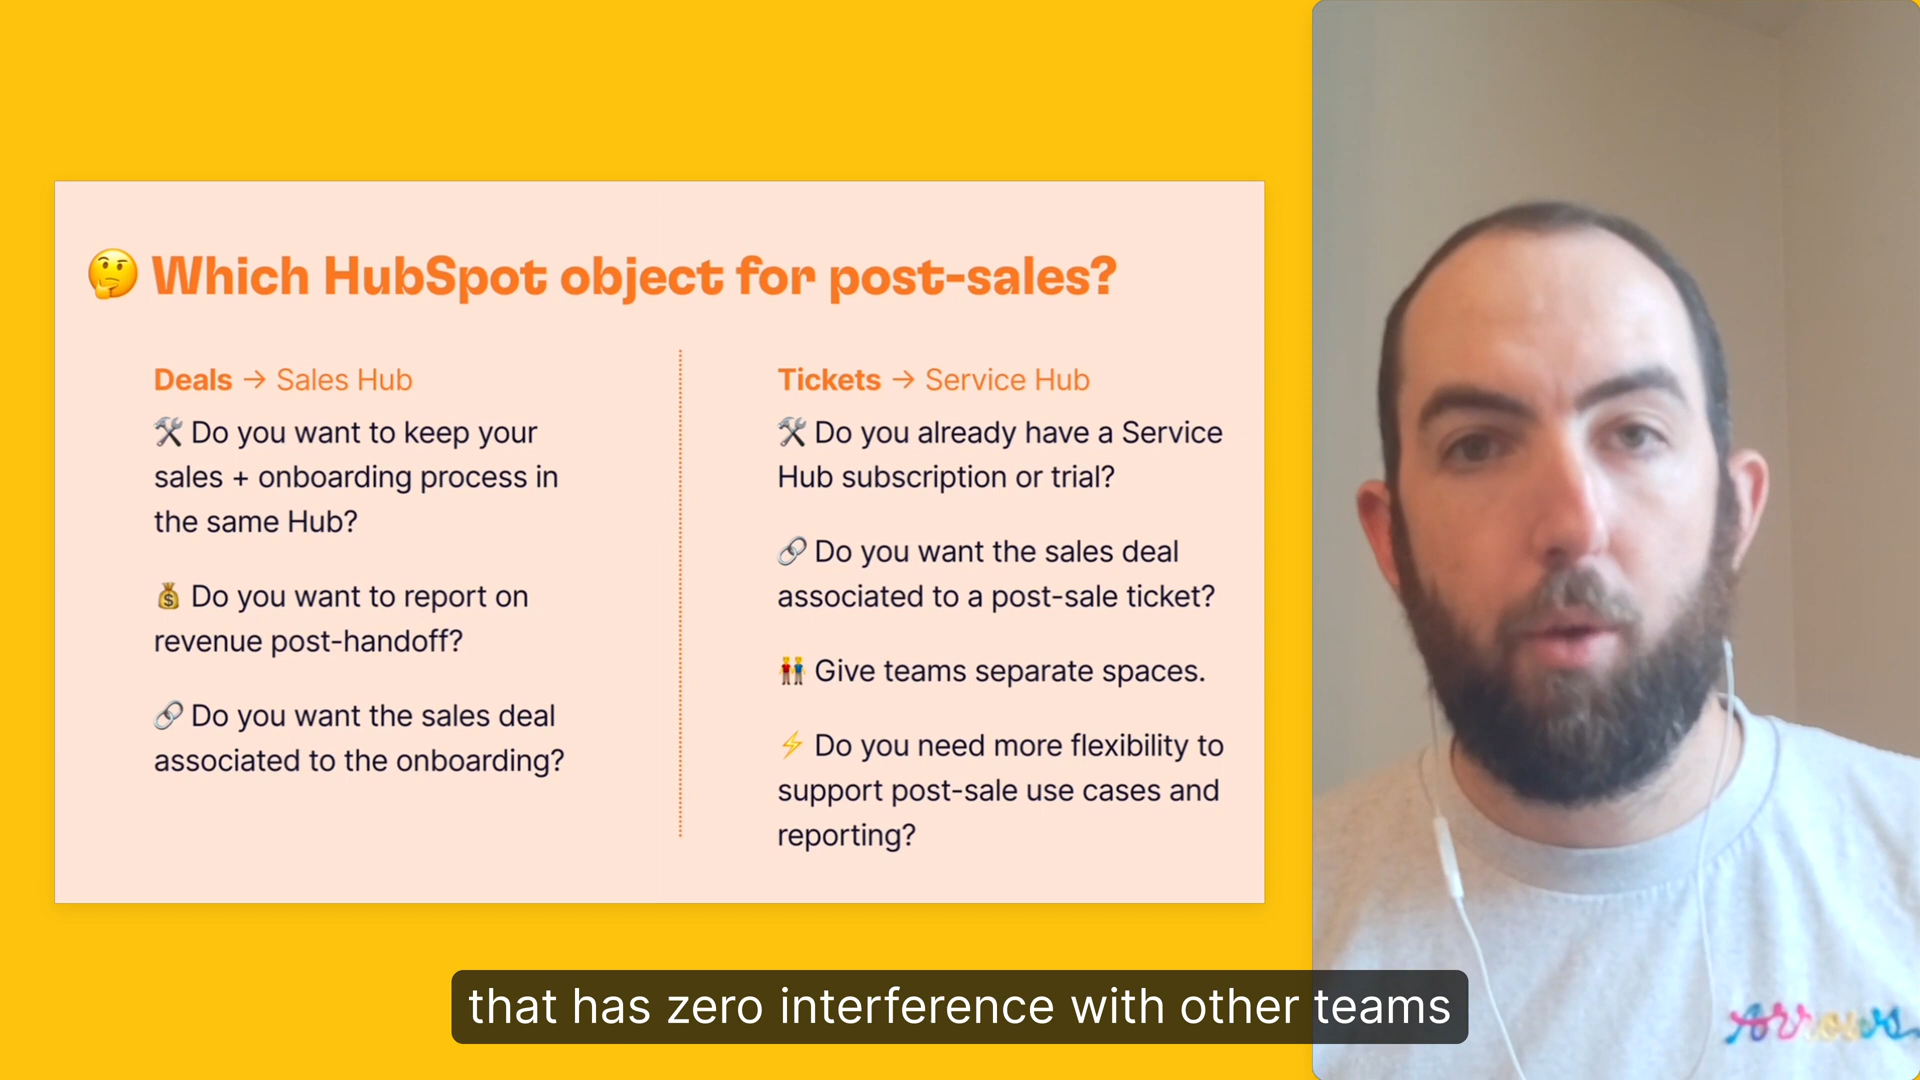 🤔 Which HubSpot object for post-sales?
Deals → Sales Hub
🛠 Do you want to keep your
sales + onboarding process in
the same Hub?
💰 Do you want to report on
revenue post-handoff?
🔗 Do you want the sales deal
associated to the onboarding?
Tickets → Service Hub
🛠 Do you already have a Service
Hub subscription or trial?
🔗 Do you want the sales deal
associated to a post-sale ticket?
👬 Give teams separate spaces.
⚡ Do you need more flexibility to
support post-sale use cases and
reporting?
that has zero interference with other teams
Arrows